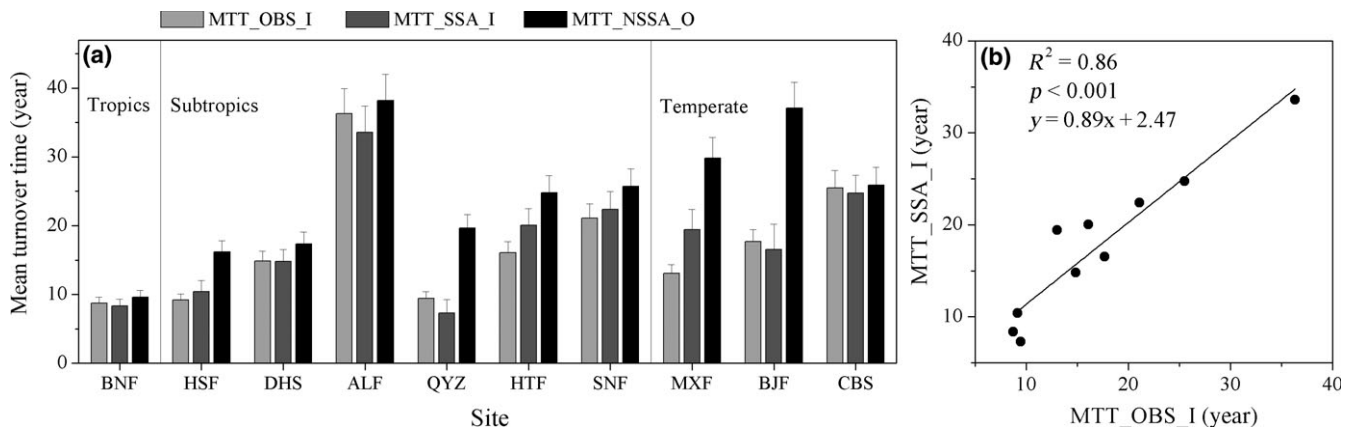 MTT_OBS_I MTT_SSA_I MTT_NSSA_O
(a)
Tropics Subtropics Temperate
Mean turnover time (year)
40
30
20
10
0
BNF HSF DHS ALF QYZ HTF SNF MXF BJF CBS
Site
(b)
R² = 0.86
p < 0.001
y = 0.89x + 2.47
MTT_SSA_I (year)
40
30
20
10
10 20 30 40
MTT_OBS_I (year)